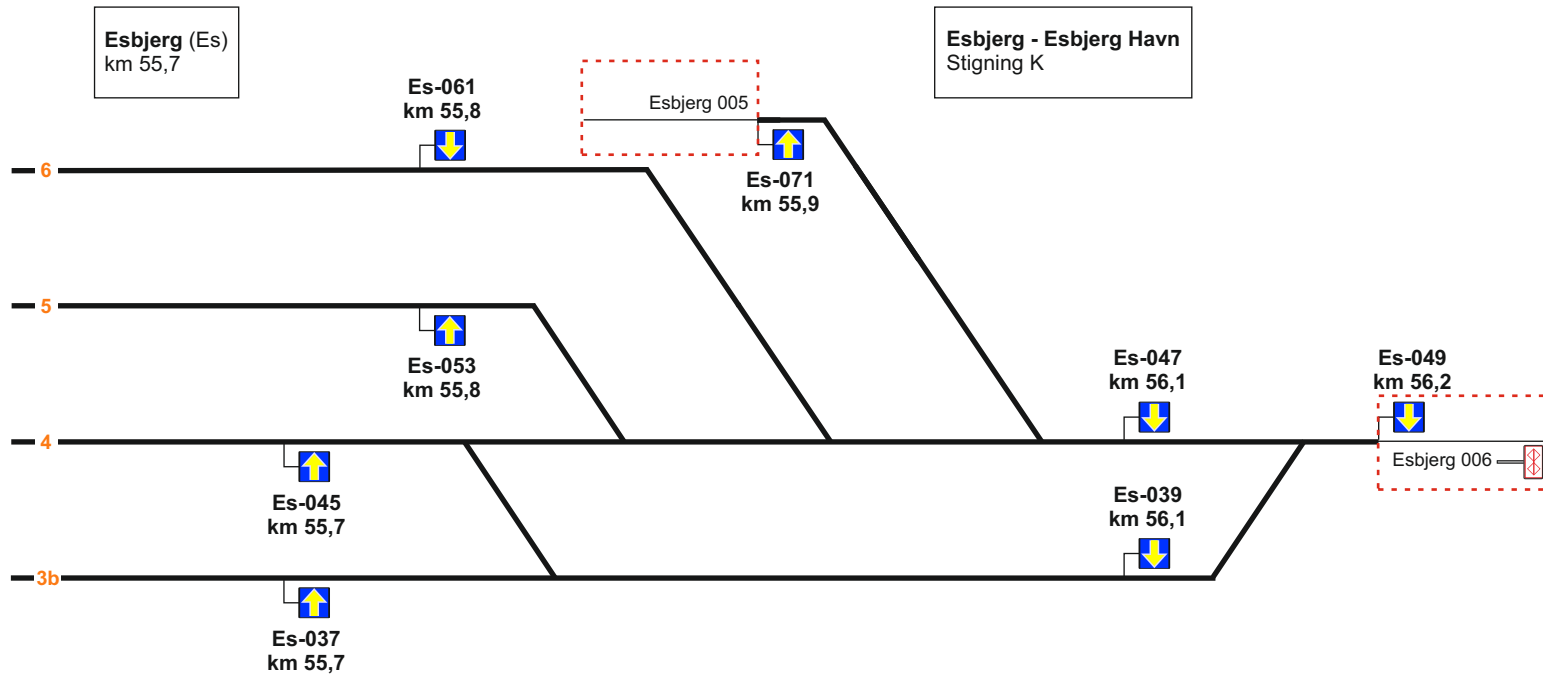 Esbjerg (Es)
km 55,7
Esbjerg - Esbjerg Havn
Stigning K
Es-061
km 55,8
Esbjerg 005
Es-071
km 55,9
6
5
Es-053
km 55,8
Es-047
km 56,1
Es-049
km 56,2
4
Esbjerg 006
Es-045
km 55,7
Es-039
km 56,1
3b
Es-037
km 55,7